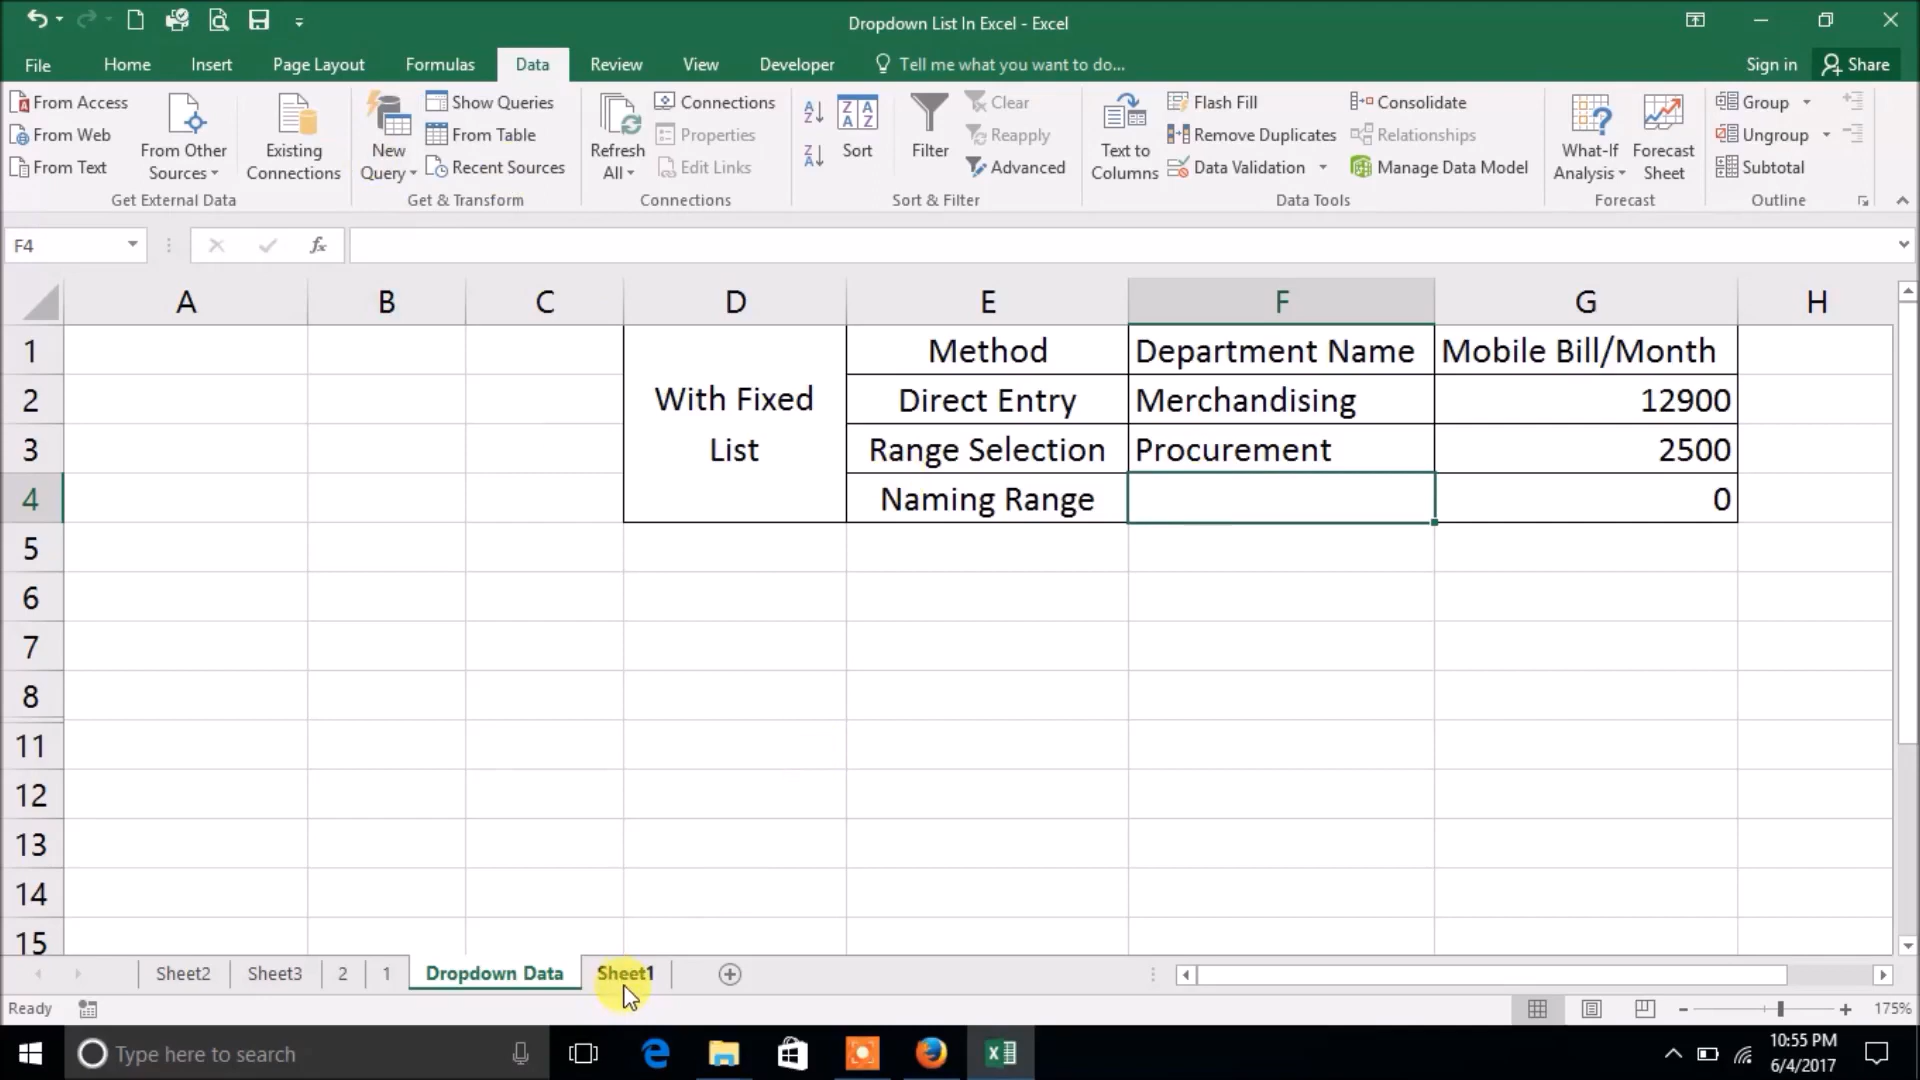 Dropdown List In Excel - Excel
File Home Insert Page Layout Formulas Data Review View Developer Tell me what you want to do... Sign in Share
From Access
From Web
From Text
From Other
Sources
Existing
Connections
Get External Data
New
Query
Show Queries
From Table
Recent Sources
Get & Transform
Refresh
All
Connections
Properties
Edit Links
Connections
Sort
Filter
Clear
Reapply
Advanced
Sort & Filter
Text to
Columns
Flash Fill
Remove Duplicates
Data Validation
Consolidate
Relationships
Manage Data Model
Data Tools
What-If
Analysis
Forecast
Sheet
Forecast
Group
Ungroup
Subtotal
Outline
F4 fx
A B C D E F G H
1 Method Department Name Mobile Bill/Month
2 With Fixed Direct Entry Merchandising 12900
3 List Range Selection Procurement 2500
4 Naming Range 0
5
6
7
8
11
12
13
14
15
Sheet2 Sheet3 2 1 Dropdown Data Sheet1
Ready 175%
Type here to search 10:55 PM
6/4/2017